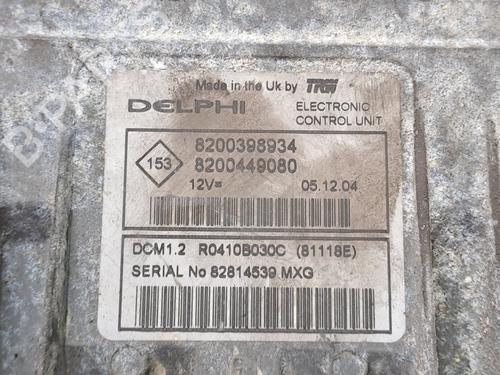 Made in the Uk by TRW
DELPHI
ELECTRONIC
CONTROL UNIT
153
8200398934
8200449080
12V=
05.12.04
DCM1.2 R0410B030C (81118E)
SERIAL No 82814539 MXG